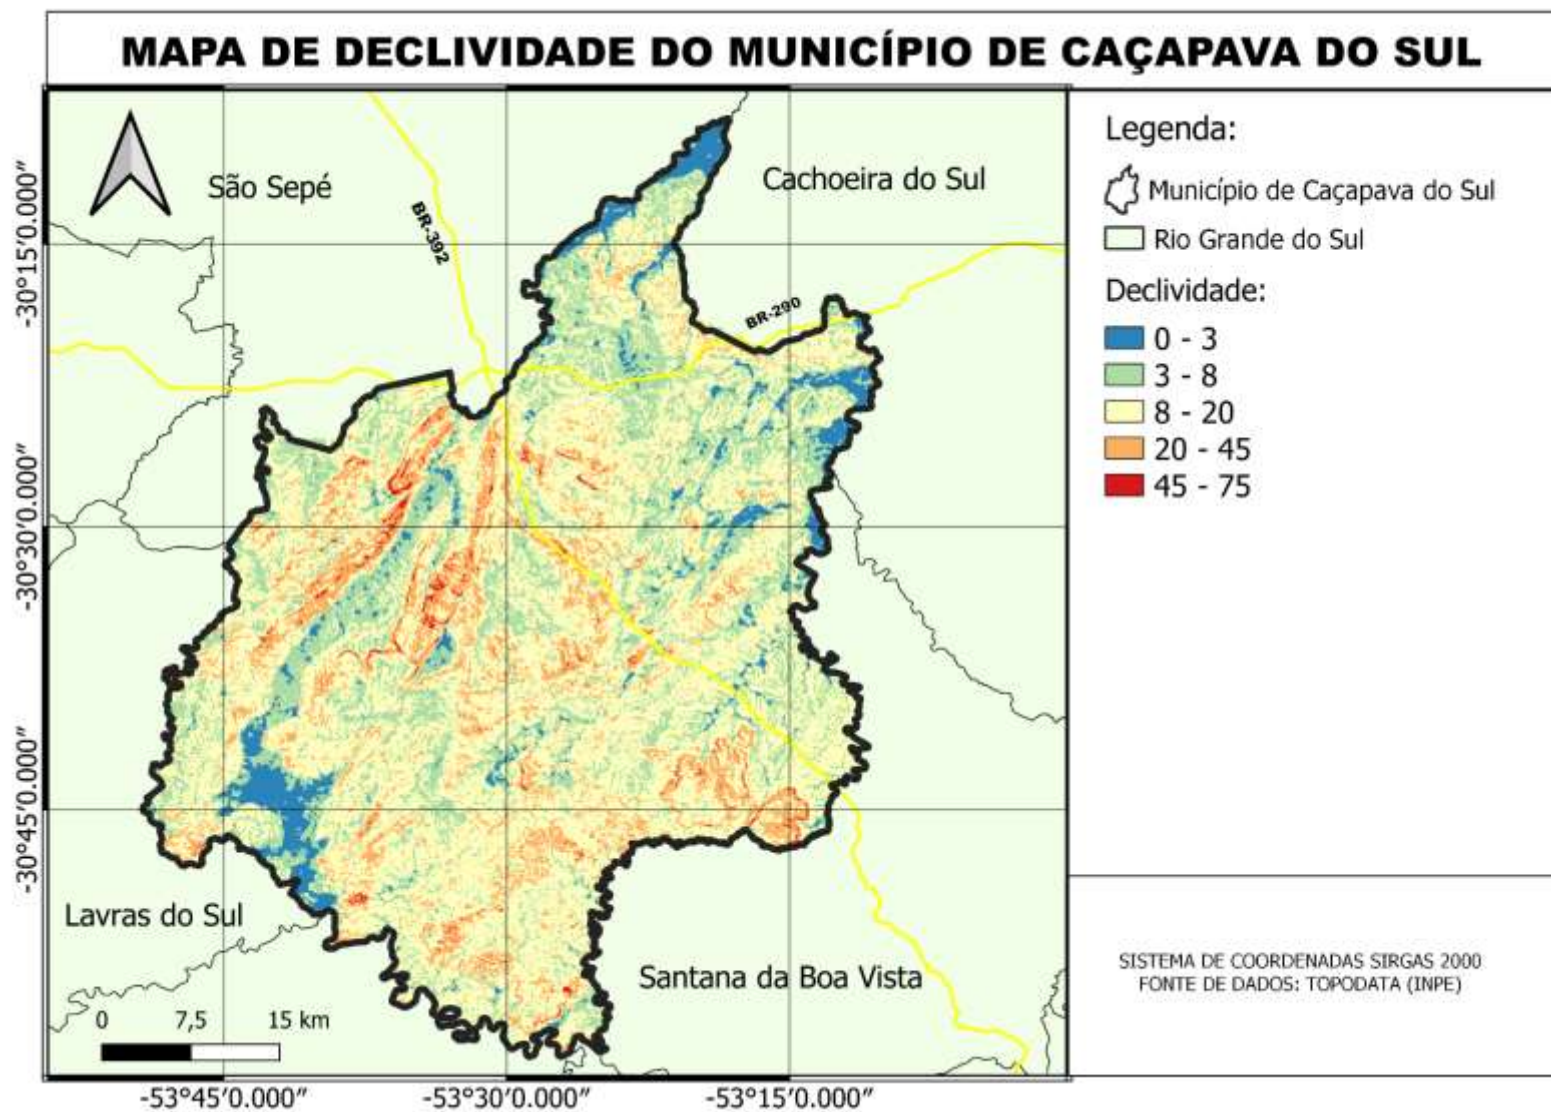 MAPA DE DECLIVIDADE DO MUNICÍPIO DE CAÇAPAVA DO SUL
São Sepé
Cachoeira do Sul
BR-392
BR-290
Lavras do Sul
Santana da Boa Vista
0 7,5 15 km
-30°15'0.000"
-30°30'0.000"
-30°45'0.000"
-53°45'0.000" -53°30'0.000" -53°15'0.000"
Legenda:
Município de Caçapava do Sul
Rio Grande do Sul
Declividade:
0 - 3
3 - 8
8 - 20
20 - 45
45 - 75
SISTEMA DE COORDENADAS SIRGAS 2000
FONTE DE DADOS: TOPODATA (INPE)